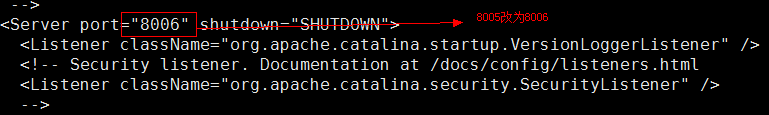 -->
<Server port="8006" shutdown="SHUTDOWN"> 8005改为8006
<Listener className="org.apache.catalina.startup.VersionLoggerListener" />
<!-- Security listener. Documentation at /docs/config/listeners.html
<Listener className="org.apache.catalina.security.SecurityListener" />
-->